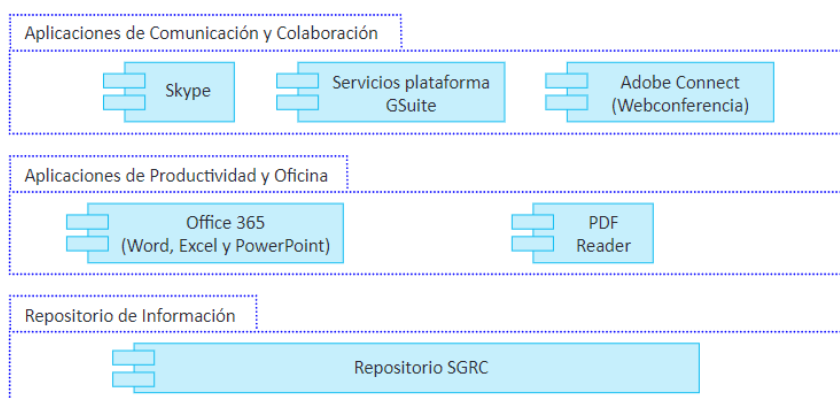 Aplicaciones de Comunicación y Colaboración
Skype
Servicios plataforma
GSuite
Adobe Connect
(Webconferencia)
Aplicaciones de Productividad y Oficina
Office 365
(Word, Excel y PowerPoint)
PDF
Reader
Repositorio de Información
Repositorio SGRC